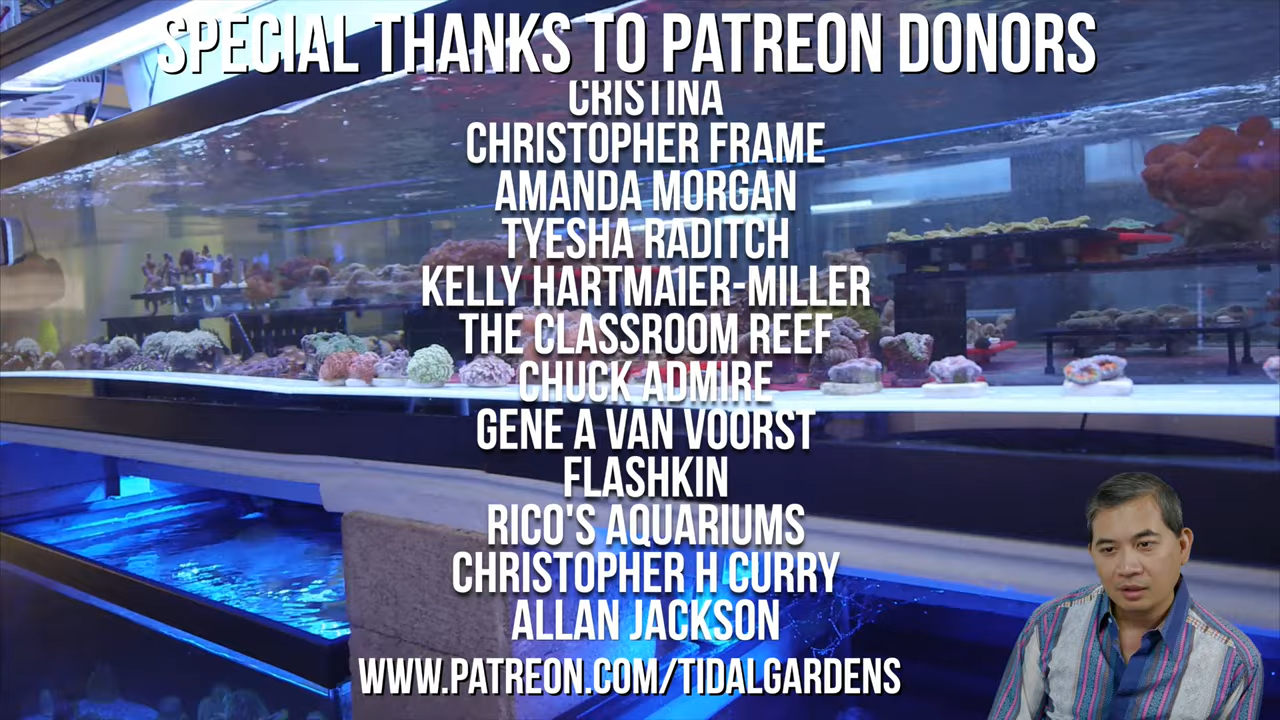 SPECIAL THANKS TO PATREON DONORS
CRISTINA
CHRISTOPHER FRAME
AMANDA MORGAN
TYESHA RADITCH
KELLY HARTMAIER-MILLER
THE CLASSROOM REEF
CHUCK ADMIRE
GENE A VAN VOORST
FLASHKIN
RICO'S AQUARIUMS
CHRISTOPHER H CURRY
ALLAN JACKSON
WWW.PATREON.COM/TIDALGARDENS